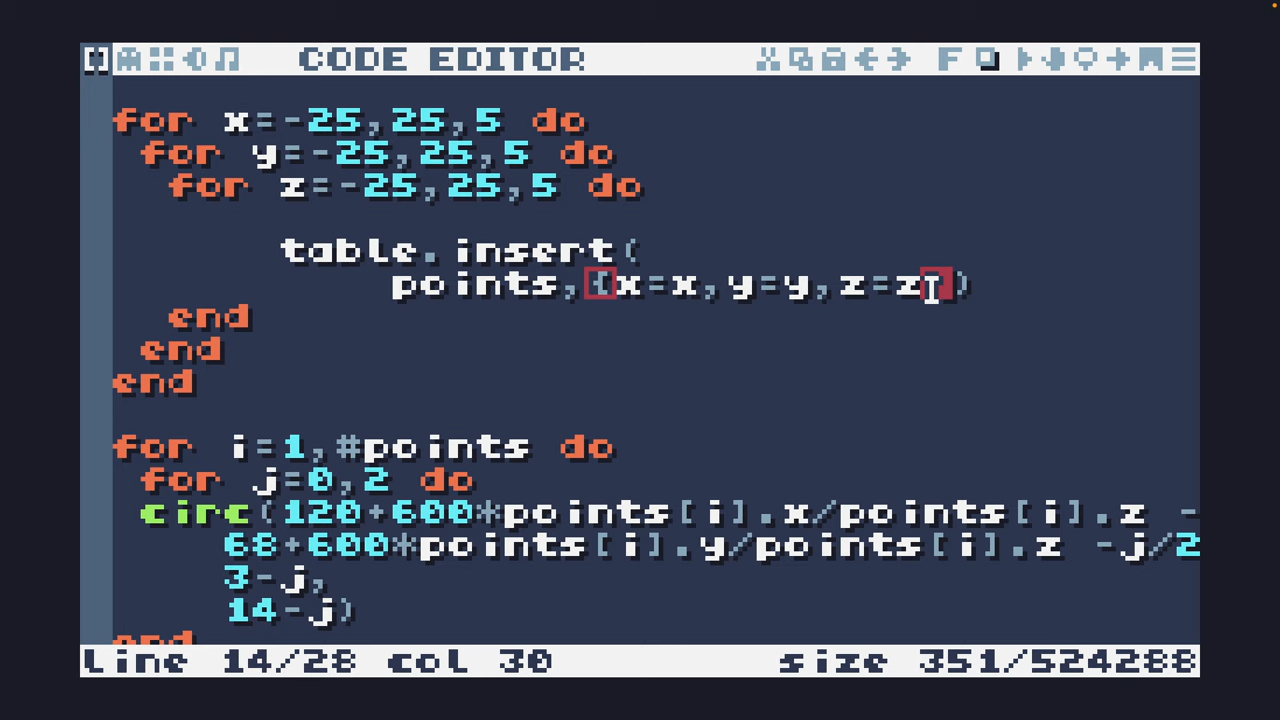 CODE EDITOR
for x=-25,25,5 do
for y=-25,25,5 do
for z=-25,25,5 do
table.insert(
points,{x=x,y=y,z=z})
end
end
end
for i=1,#points do
for j=0,2 do
circ(120+600*points[i].x/points[i].z -
68+600*points[i].y/points[i].z -j/2
3-j,
14-j)
end
line 14/28 col 30
size 351/524288